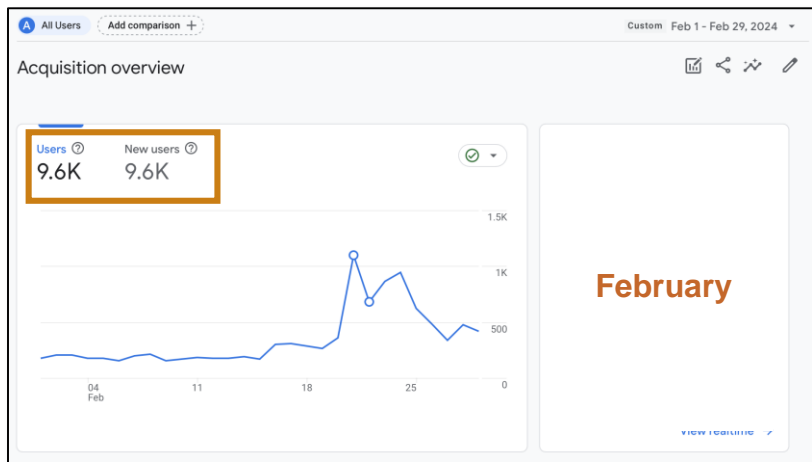 A All Users Add comparison +
Custom Feb 1 - Feb 29, 2024
Acquisition overview
Users New users
9.6K 9.6K
1.5K
1K
500
0
04 11 18 25
Feb
February
View realtime